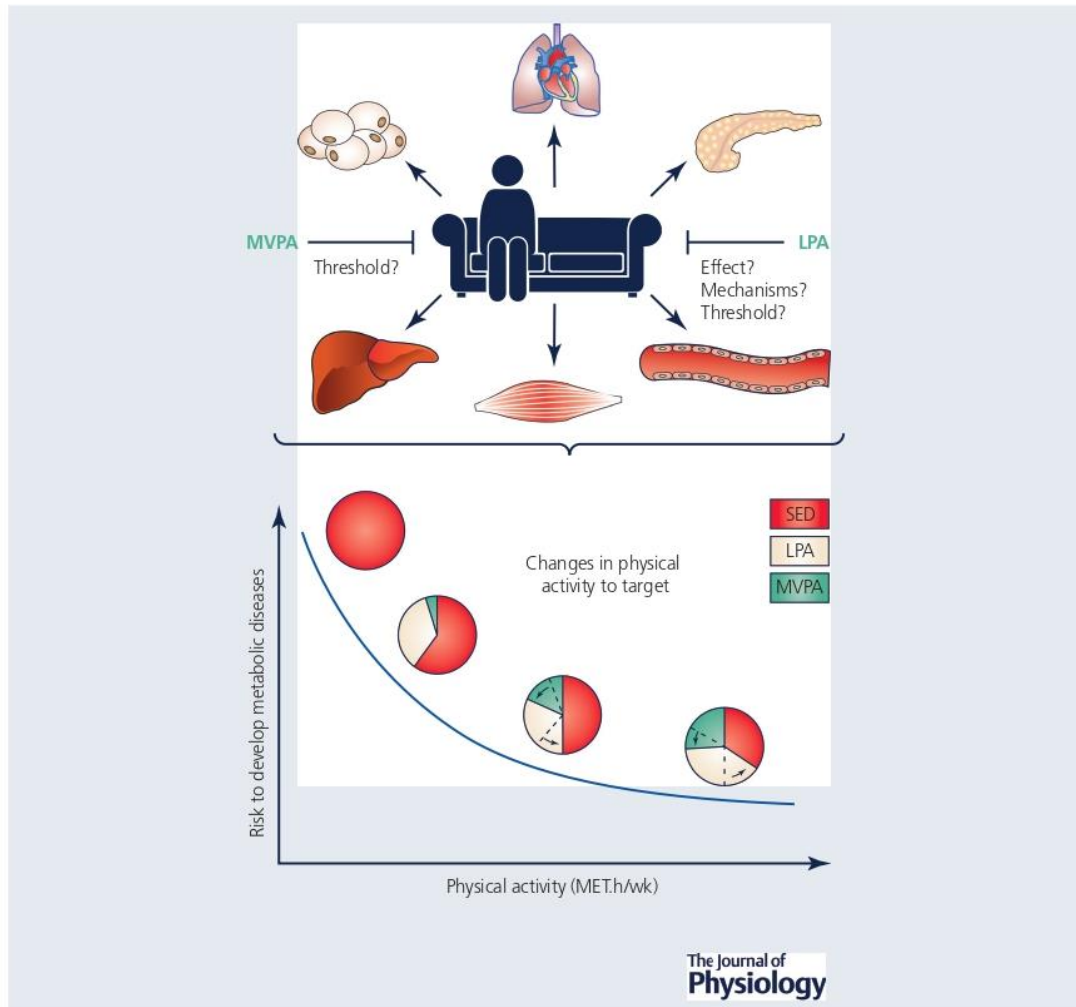 MVPA
Threshold?
LPA
Effect?
Mechanisms?
Threshold?
Risk to develop metabolic diseases
Changes in physical
activity to target
SED
LPA
MVPA
Physical activity (MET.h/wk)
The Journal of
Physiology